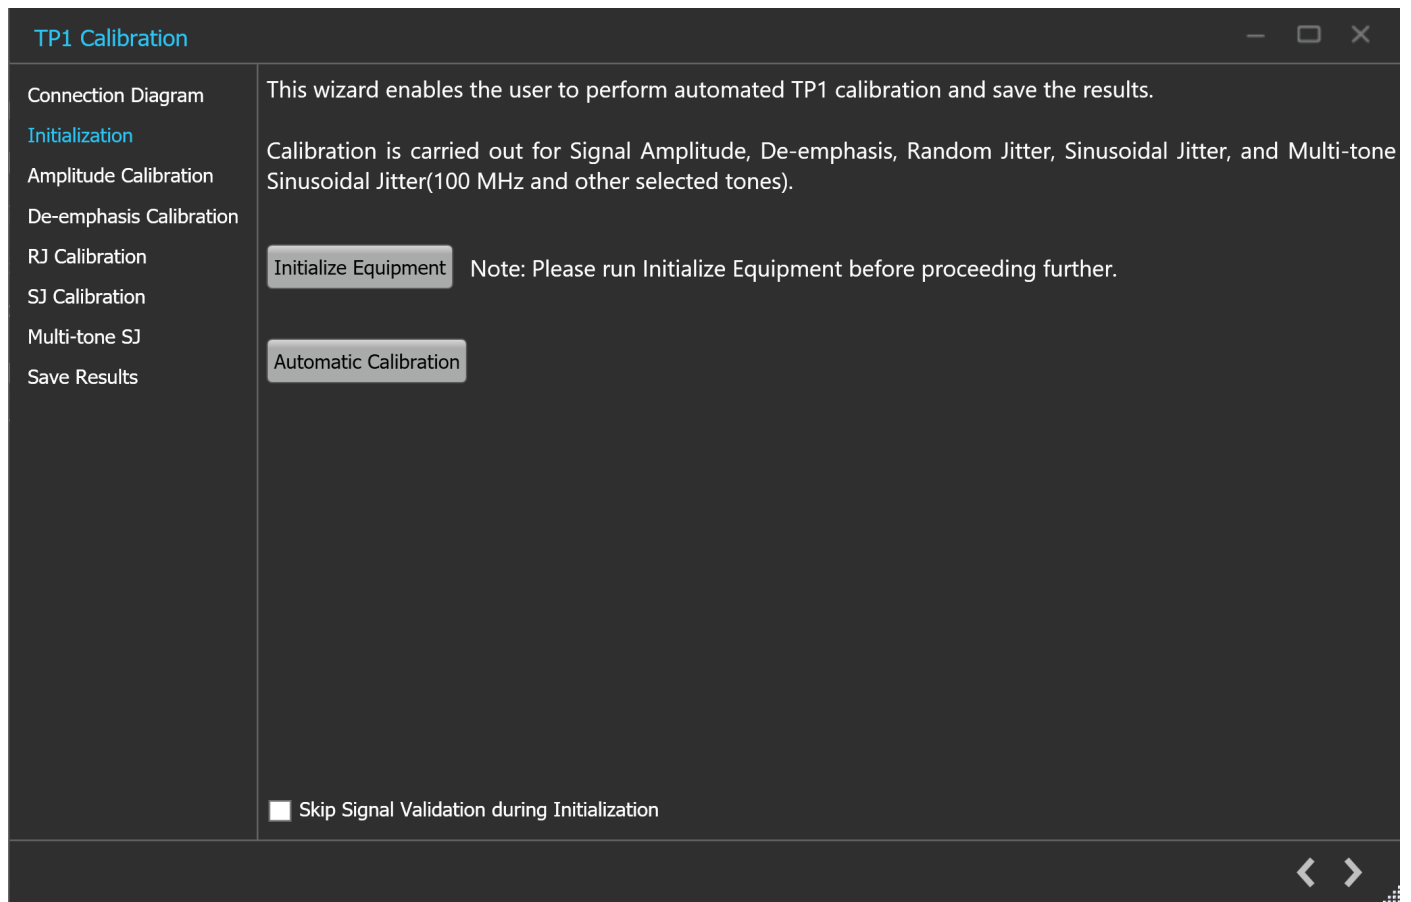 TP1 Calibration
Connection Diagram
Initialization
Amplitude Calibration
De-emphasis Calibration
RJ Calibration
SJ Calibration
Multi-tone SJ
Save Results
This wizard enables the user to perform automated TP1 calibration and save the results.
Calibration is carried out for Signal Amplitude, De-emphasis, Random Jitter, Sinusoidal Jitter, and Multi-tone
Sinusoidal Jitter(100 MHz and other selected tones).
Initialize Equipment
Note: Please run Initialize Equipment before proceeding further.
Automatic Calibration
Skip Signal Validation during Initialization